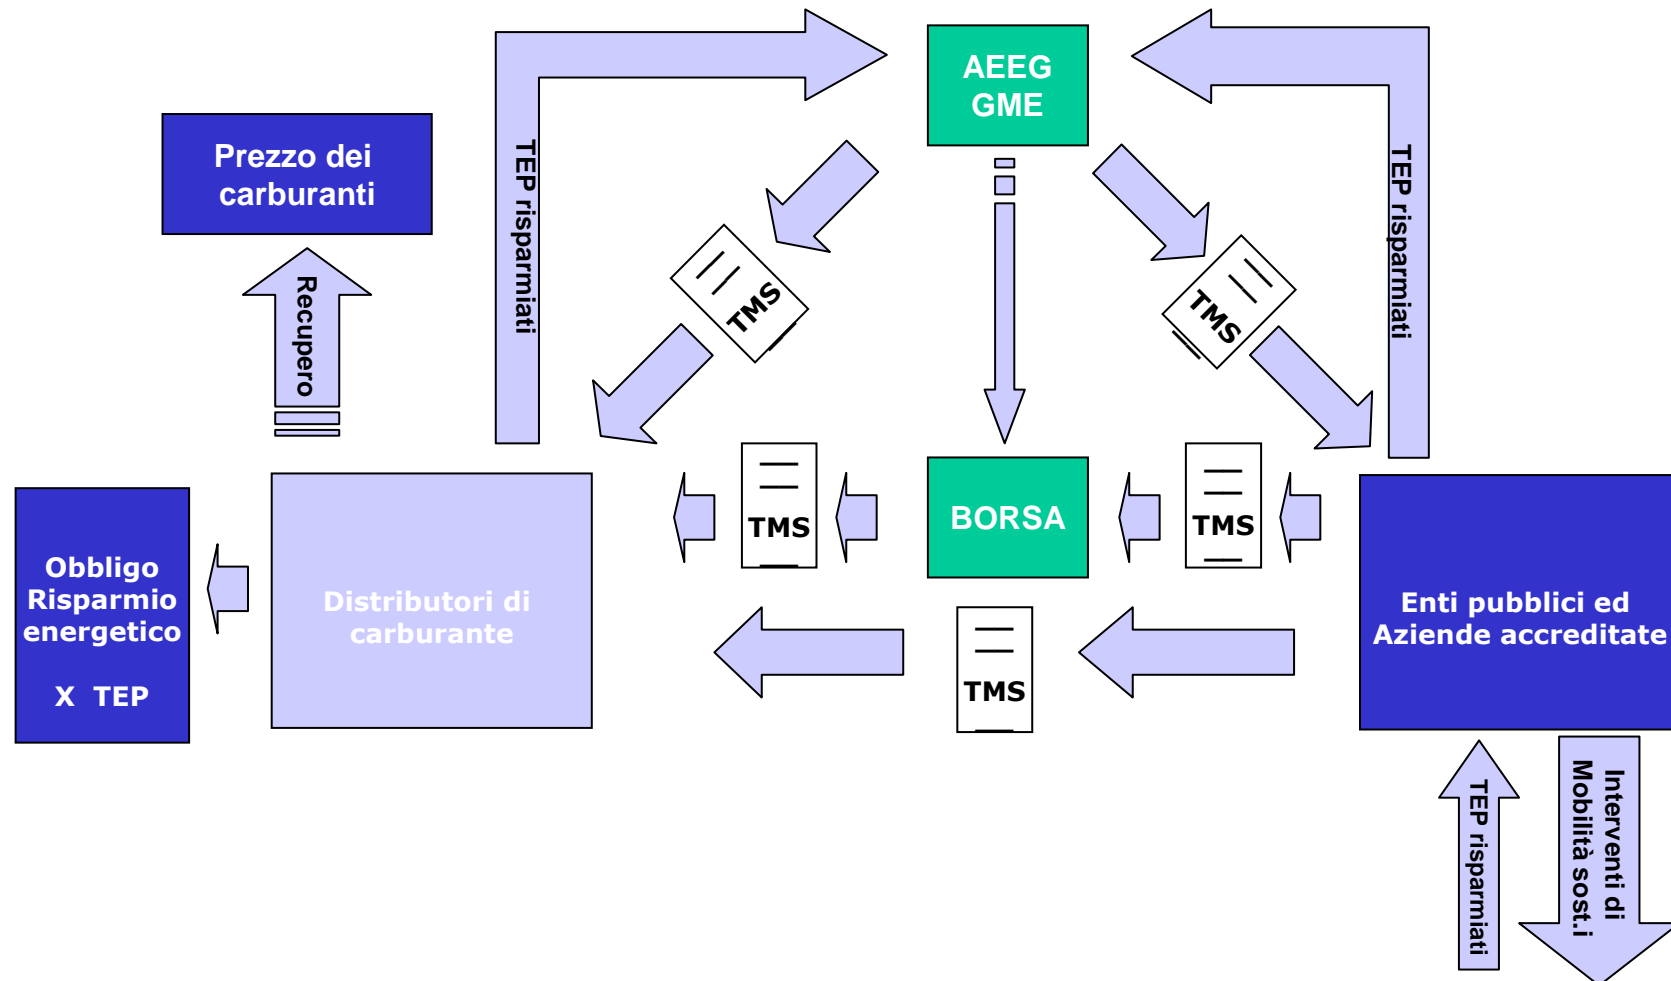 AEEG
GME
Prezzo dei
carburanti
TEP risparmiati
TEP risparmiati
Recupero
TMS
TMS
TMS
BORSA
TMS
Obbligo
Risparmio
energetico
X TEP
Distributori di
carburante
TMS
Enti pubblici ed
Aziende accreditate
TEP risparmiati
Interventi di
Mobilità sost.i